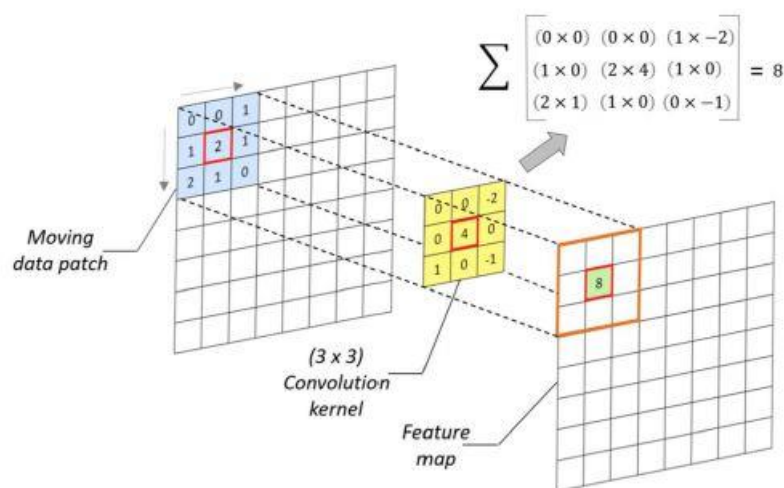 ∑ [(0 × 0) (0 × 0) (1 × −2)
(1 × 0) (2 × 4) (1 × 0)
(2 × 1) (1 × 0) (0 × −1)] = 8
0 0 1
1 2 1
2 1 0
Moving
data patch
0 0 -2
0 4 0
1 0 -1
(3 x 3)
Convolution
kernel
8
Feature
map